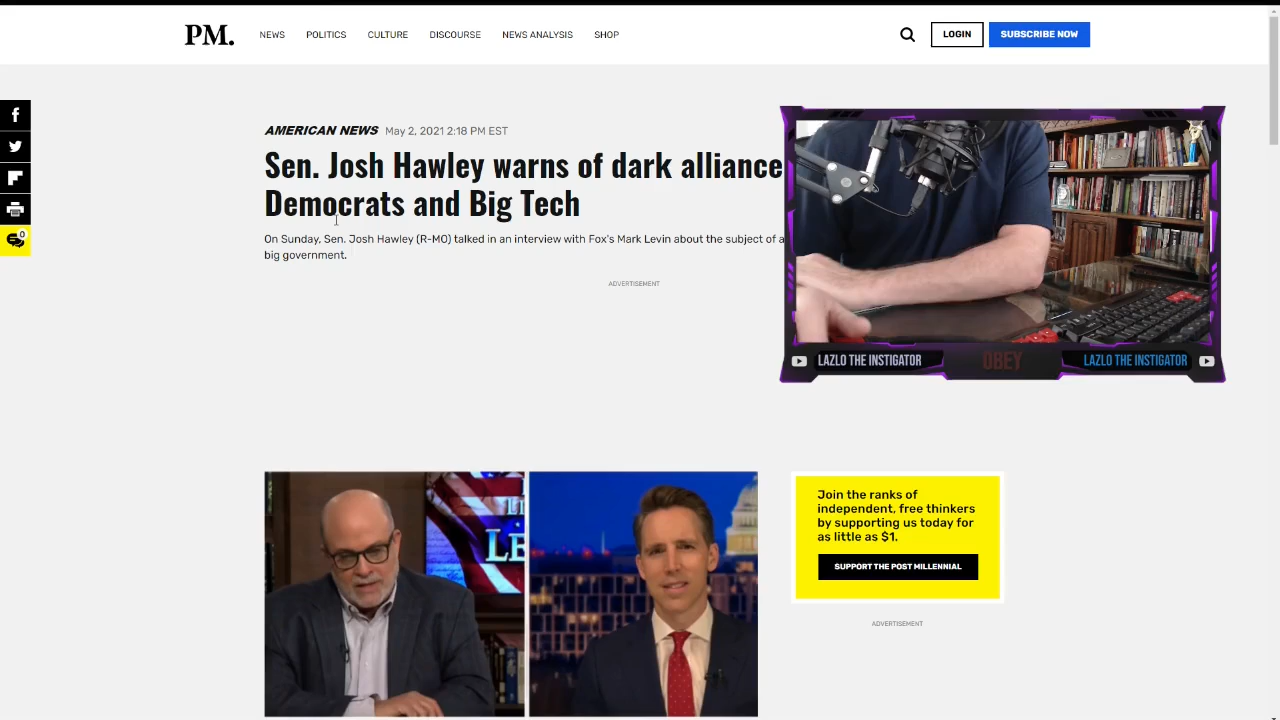 PM.
NEWS
POLITICS
CULTURE
DISCOURSE
NEWS ANALYSIS
SHOP
LOGIN
SUBSCRIBE NOW
0
AMERICAN NEWS May 2, 2021 2:18 PM EST
Sen. Josh Hawley warns of dark alliance
Democrats and Big Tech
On Sunday, Sen. Josh Hawley (R-MO) talked in an interview with Fox's Mark Levin about the subject of a
big government.
ADVERTISEMENT
LAZLO THE INSTIGATOR
OBEY
LAZLO THE INSTIGATOR
LE
Join the ranks of
independent, free thinkers
by supporting us today for
as little as $1.
SUPPORT THE POST MILLENNIAL
ADVERTISEMENT